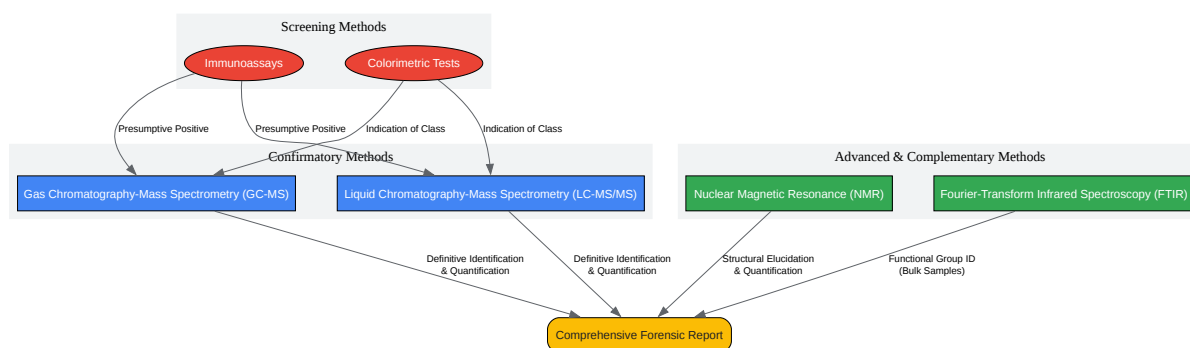 Screening Methods
Immunoassays
Colorimetric Tests
Presumptive Positive
Presumptive Positive
Indication of Class
Indication of Class
Confirmatory Methods
Advanced & Complementary Methods
Gas Chromatography-Mass Spectrometry (GC-MS)
Liquid Chromatography-Mass Spectrometry (LC-MS/MS)
Nuclear Magnetic Resonance (NMR)
Fourier-Transform Infrared Spectroscopy (FTIR)
Definitive Identification
& Quantification
Definitive Identification
& Quantification
Structural Elucidation
& Quantification
Functional Group ID
(Bulk Samples)
Comprehensive Forensic Report